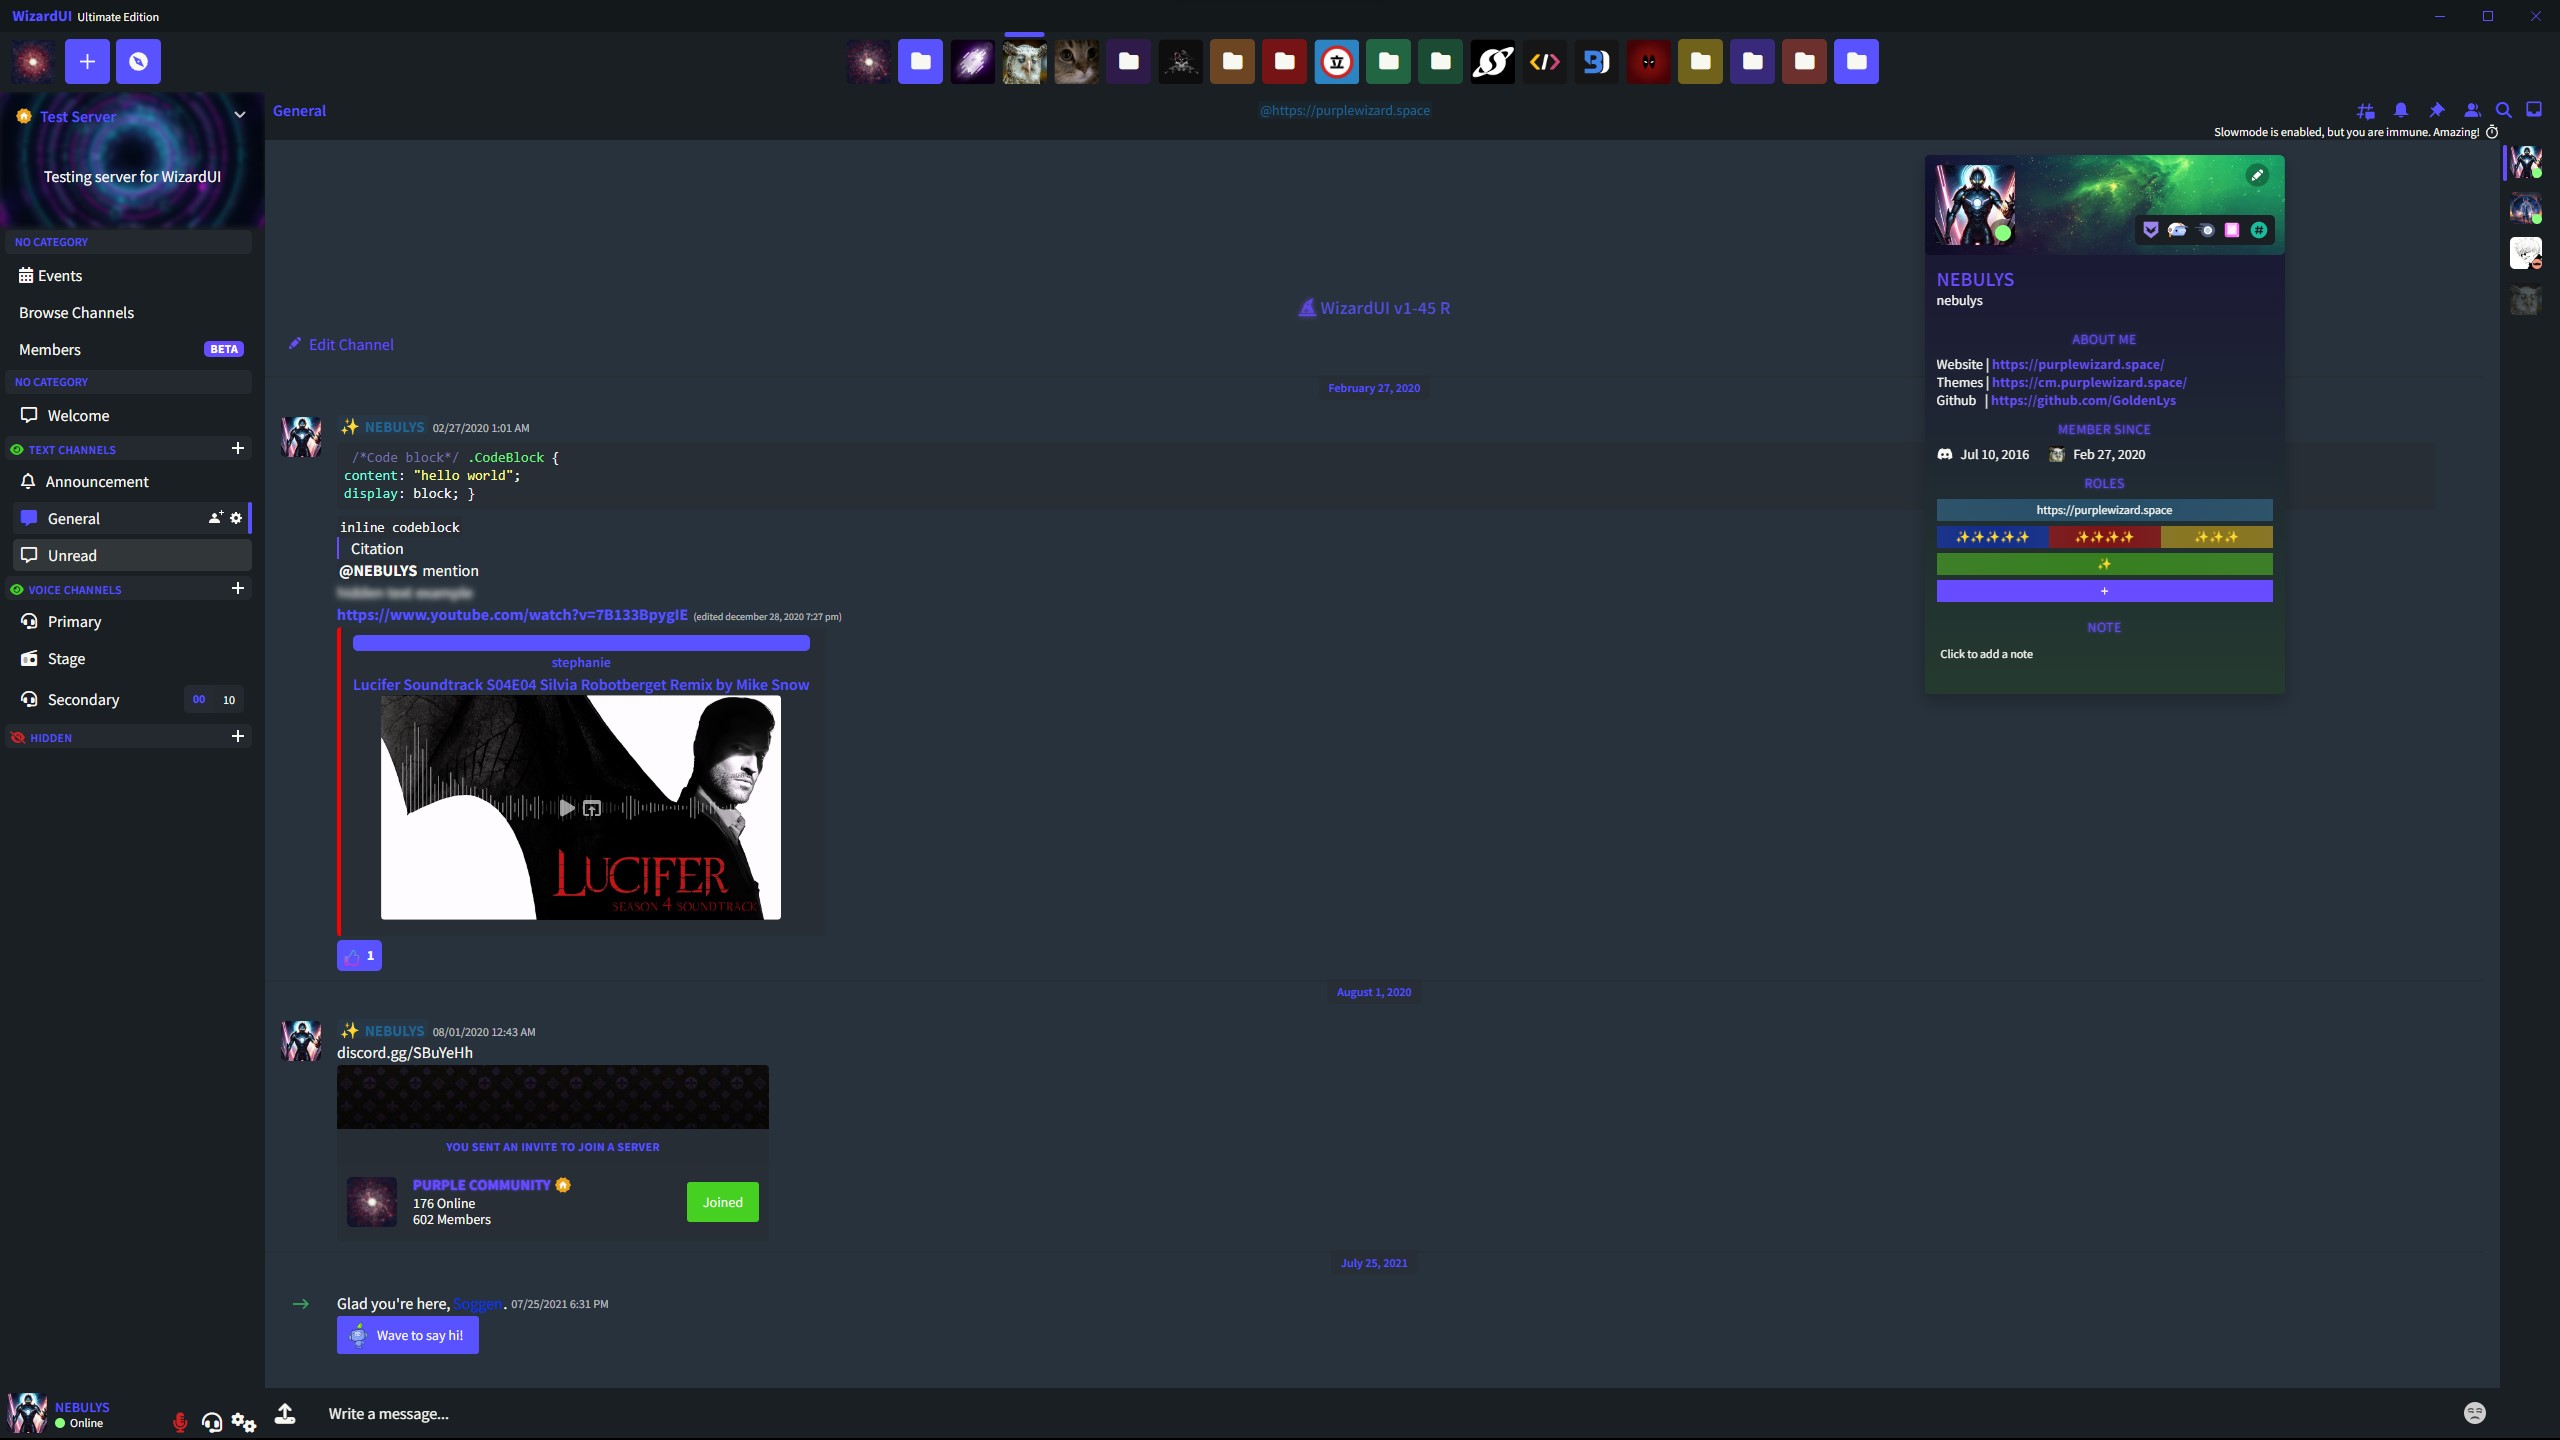 WizardUI Ultimate Edition
Test Server
Testing server for WizardUI
NO CATEGORY
Events
Browse Channels
Members BETA
NO CATEGORY
Welcome
TEXT CHANNELS
Announcement
General
Unread
VOICE CHANNELS
Primary
Stage
Secondary 00 10
HIDDEN
NEBULYS
Online
General
@https://purplewizard.space
Slowmode is enabled, but you are immune. Amazing!
WizardUI v1-45 R
Edit Channel
February 27, 2020
NEBULYS 02/27/2020 1:01 AM
/*Code block*/ .CodeBlock {
content: "hello world";
display: block; }
inline codeblock
Citation
@NEBULYS mention
https://www.youtube.com/watch?v=7B133BpygIE (edited december 28, 2020 7:27 pm)
stephanie
Lucifer Soundtrack S04E04 Silvia Robotberget Remix by Mike Snow
LUCIFER
SEASON 4 SOUNDTRACK
1
August 1, 2020
NEBULYS 08/01/2020 12:43 AM
discord.gg/SBuYeHh
YOU SENT AN INVITE TO JOIN A SERVER
PURPLE COMMUNITY
176 Online
602 Members
Joined
July 25, 2021
Glad you're here, Soggen. 07/25/2021 6:31 PM
Wave to say hi!
Write a message...
NEBULYS
nebulys
ABOUT ME
Website | https://purplewizard.space/
Themes | https://cm.purplewizard.space/
Github | https://github.com/GoldenLys
MEMBER SINCE
Jul 10, 2016 Feb 27, 2020
ROLES
https://purplewizard.space
+
NOTE
Click to add a note